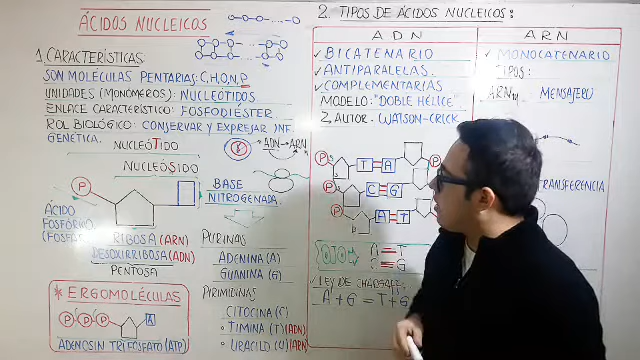 ÁCIDOS NUCLEICOS
1. CARACTERÍSTICAS:
SON MOLÉCULAS PENTARIAS: C,H,O,N,P
UNIDADES (MONÓMEROS): NUCLEÓTIDOS
ENLACE CARACTERÍSTICO: FOSFODIÉSTER
ROL BIOLÓGICO: CONSERVAR Y EXPRESAR INF.
GENÉTICA.
NUCLEÓTIDO
NUCLEÓSIDO
ADN → ARN
P
BASE
NITROGENADA
ÁCIDO
FOSFÓRICO
RIBOSA (ARN)
DESOXIRRIBOSA (ADN)
PENTOSA
PURINAS
ADENINA (A)
GUANINA (G)
PIRIMIDINAS
CITOCINA (C)
TIMINA (T) (ADN)
URACILO (U) (ARN)
* ERGOMOLÉCULAS
P P P A
ADENOSIN TRIFOSFATO (ATP)
2. TIPOS DE ÁCIDOS NUCLEICOS:
ADN
BICATENARIO
ANTIPARALELAS
COMPLEMENTARIAS
MODELO: "DOBLE HÉLICE"
AUTOR: WATSON-CRICK
P T A P
P C G
P A T
A = T
C ≡ G
LEY DE CHARGAFF
A + G = T +
ARN
MONOCATENARIO
TIPOS:
ARNm MENSAJERO
TRANSFERENCIA